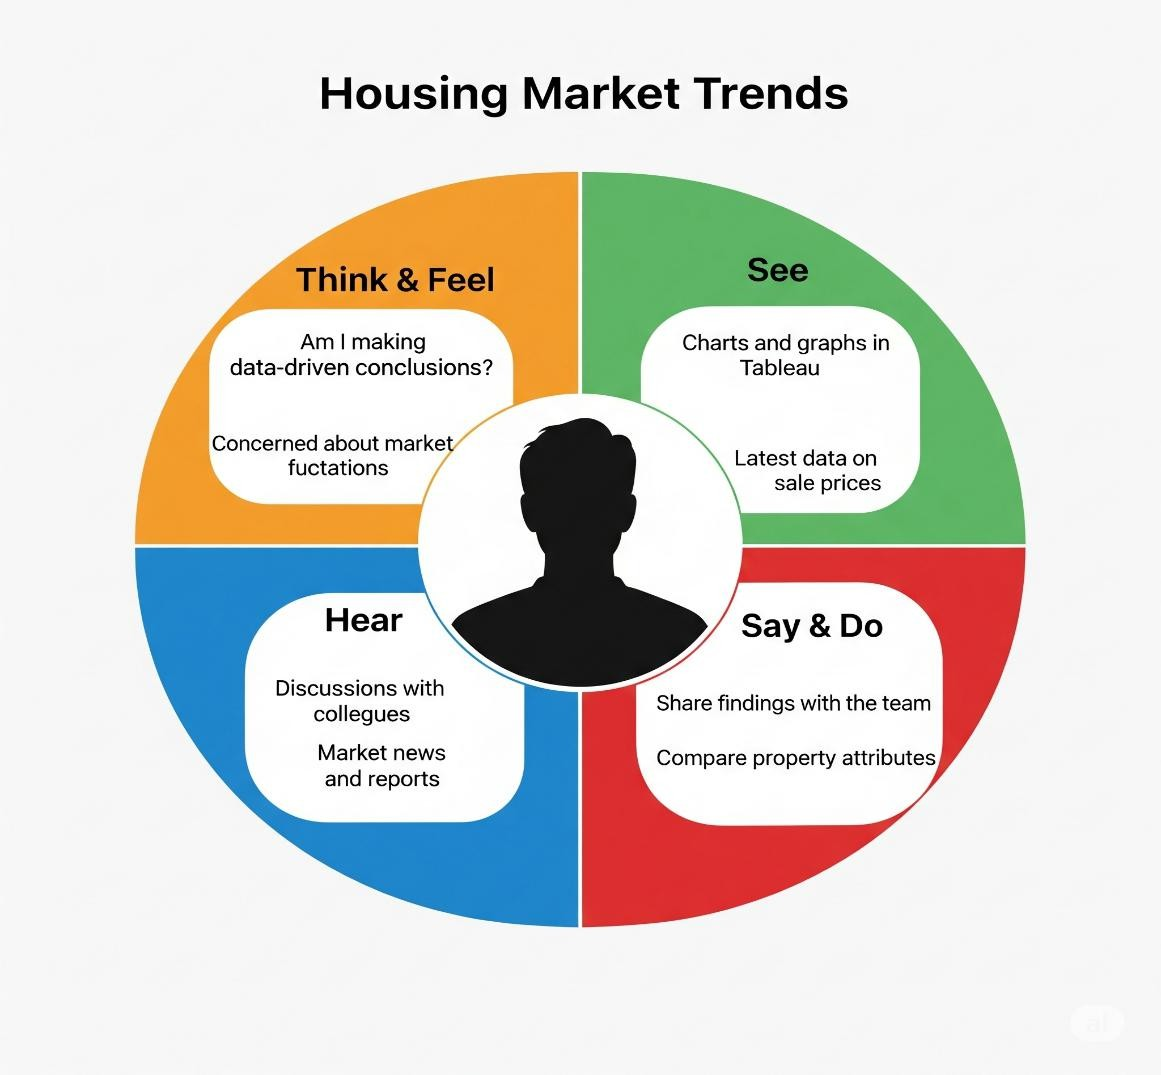 Housing Market Trends
Think & Feel
Am I making
data-driven conclusions?
Concerned about market
fuctations
See
Charts and graphs in
Tableau
Latest data on
sale prices
Hear
Discussions with
collegues
Market news
and reports
Say & Do
Share findings with the team
Compare property attributes
ai